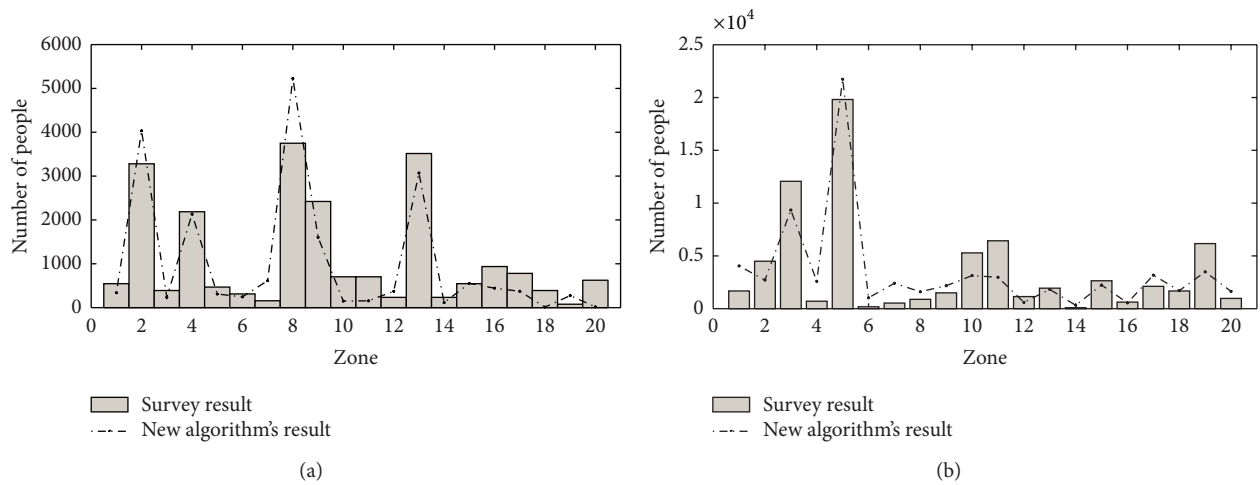 6000
5000
4000
3000
2000
1000
0
Number of people
0 2 4 6 8 10 12 14 16 18 20
Zone
Survey result
New algorithm's result
(a)
×10⁴
2.5
2
1.5
1
0.5
0
Number of people
0 2 4 6 8 10 12 14 16 18 20
Zone
Survey result
New algorithm's result
(b)